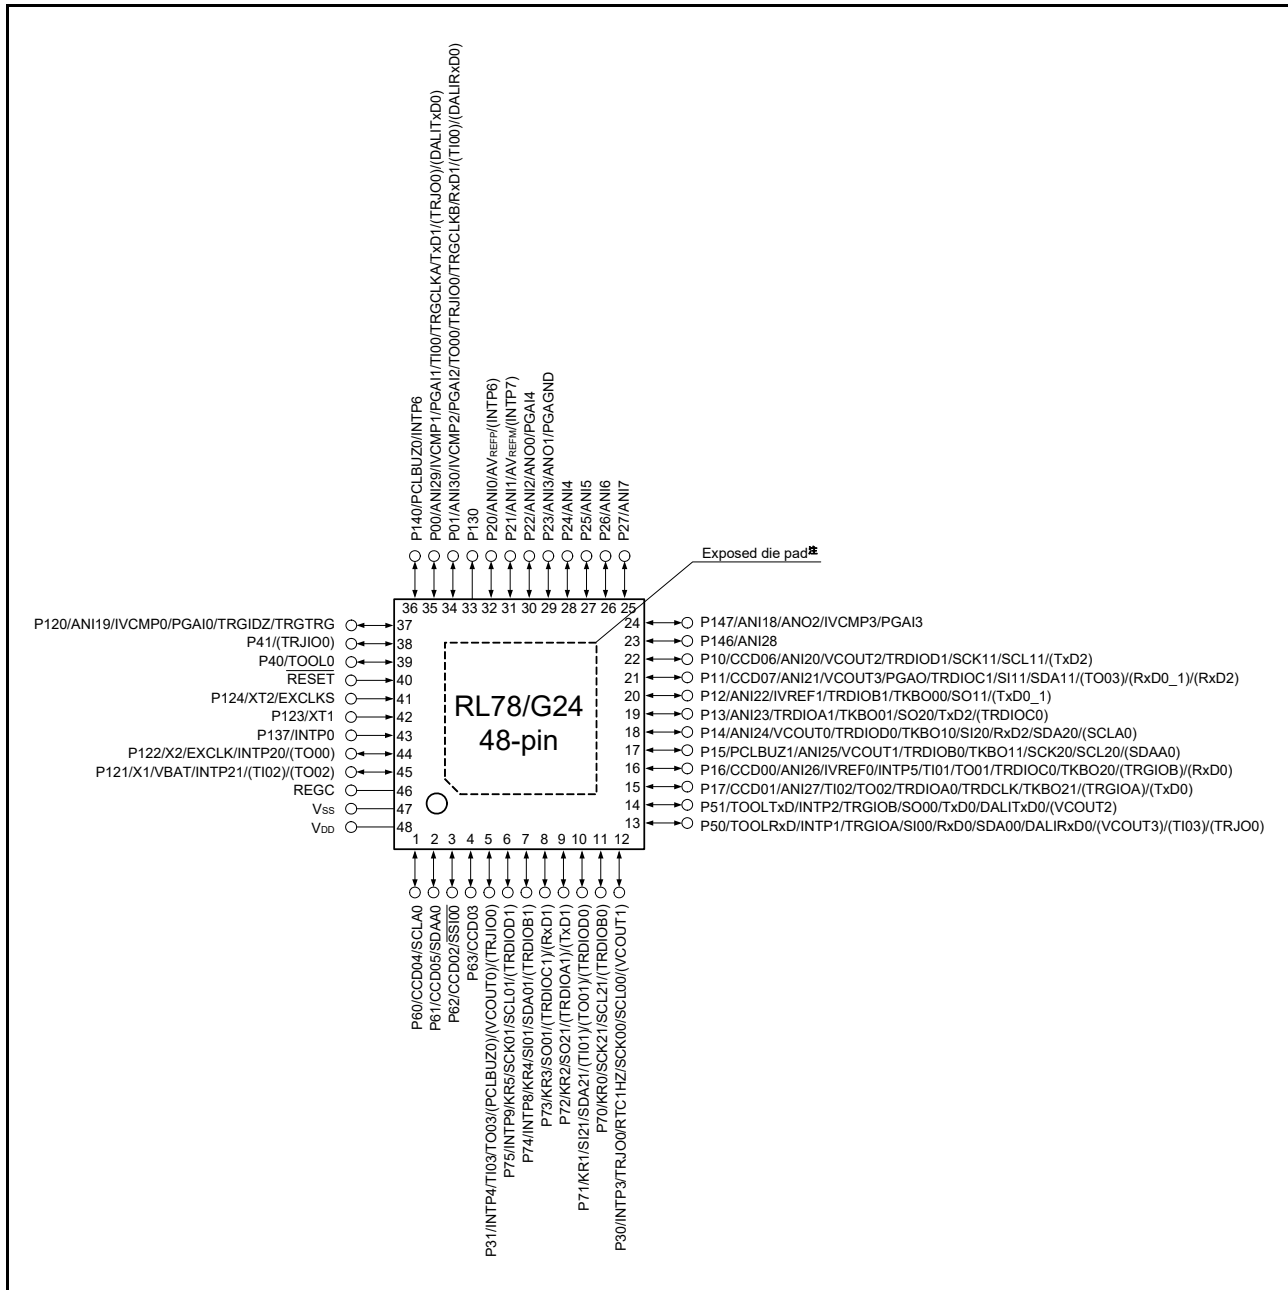 P140/PCLBUZ0/INTP6
P00/ANI29/IVCMP1/PGAI1/TI00/TRGCLKA/TxD1/(TRJO0)/(DALITxD0)
P01/ANI30/IVCMP2/PGAI2/TO00/TRJIO0/TRGCLKB/RxD1/(TI00)/(DALIRxD0)
P130
P20/ANI0/AVREFP/(INTP6)
P21/ANI1/AVREFM/(INTP7)
P22/ANI2/ANO0/PGAI4
P23/ANI3/ANO1/PGAGND
P24/ANI4
P25/ANI5
P26/ANI6
P27/ANI7
Exposed die pad注
36 35 34 33 32 31 30 29 28 27 26 25
P120/ANI19/IVCMP0/PGAI0/TRGIDZ/TRGTRG 37
P41/(TRJIO0) 38
P40/TOOL0 39
RESET 40
P124/XT2/EXCLKS 41
P123/XT1 42
P137/INTP0 43
P122/X2/EXCLK/INTP20/(TO00) 44
P121/X1/VBAT/INTP21/(TI02)/(TO02) 45
REGC 46
VSS 47
VDD 48
RL78/G24
48-pin
24 P147/ANI18/ANO2/IVCMP3/PGAI3
23 P146/ANI28
22 P10/CCD06/ANI20/VCOUT2/TRDIOD1/SCK11/SCL11/(TxD2)
21 P11/CCD07/ANI21/VCOUT3/PGAO/TRDIOC1/SI11/SDA11/(TO03)/(RxD0_1)/(RxD2)
20 P12/ANI22/IVREF1/TRDIOB1/TKBO00/SO11/(TxD0_1)
19 P13/ANI23/TRDIOA1/TKBO01/SO20/TxD2/(TRDIOC0)
18 P14/ANI24/VCOUT0/TRDIOD0/TKBO10/SI20/RxD2/SDA20/(SCLA0)
17 P15/PCLBUZ1/ANI25/VCOUT1/TRDIOB0/TKBO11/SCK20/SCL20/(SDAA0)
16 P16/CCD00/ANI26/IVREF0/INTP5/TI01/TO01/TRDIOC0/TKBO20/(TRGIOB)/(RxD0)
15 P17/CCD01/ANI27/TI02/TO02/TRDIOA0/TRDCLK/TKBO21/(TRGIOA)/(TxD0)
14 P51/TOOLTxD/INTP2/TRGIOB/SO00/TxD0/DALITxD0/(VCOUT2)
13 P50/TOOLRxD/INTP1/TRGIOA/SI00/RxD0/SDA00/DALIRxD0/(VCOUT3)/(TI03)/(TRJO0)
1 2 3 4 5 6 7 8 9 10 11 12
P60/CCD04/SCLA0
P61/CCD05/SDAA0
P62/CCD02/SSI00
P63/CCD03
P31/INTP4/TI03/TO03/(PCLBUZ0)/(VCOUT0)/(TRJIO0)
P75/INTP9/KR5/SCK01/SCL01/(TRDIOD1)
P74/INTP8/KR4/SI01/SDA01/(TRDIOB1)
P73/KR3/SO01/(TRDIOC1)/(RxD1)
P72/KR2/SO21/(TRDIOA1)/(TxD1)
P71/KR1/SI21/SDA21/(TI01)/(TO01)/(TRDIOD0)
P70/KR0/SCK21/SCL21/(TRDIOB0)
P30/INTP3/TRJO0/RTC1HZ/SCK00/SCL00/(VCOUT1)